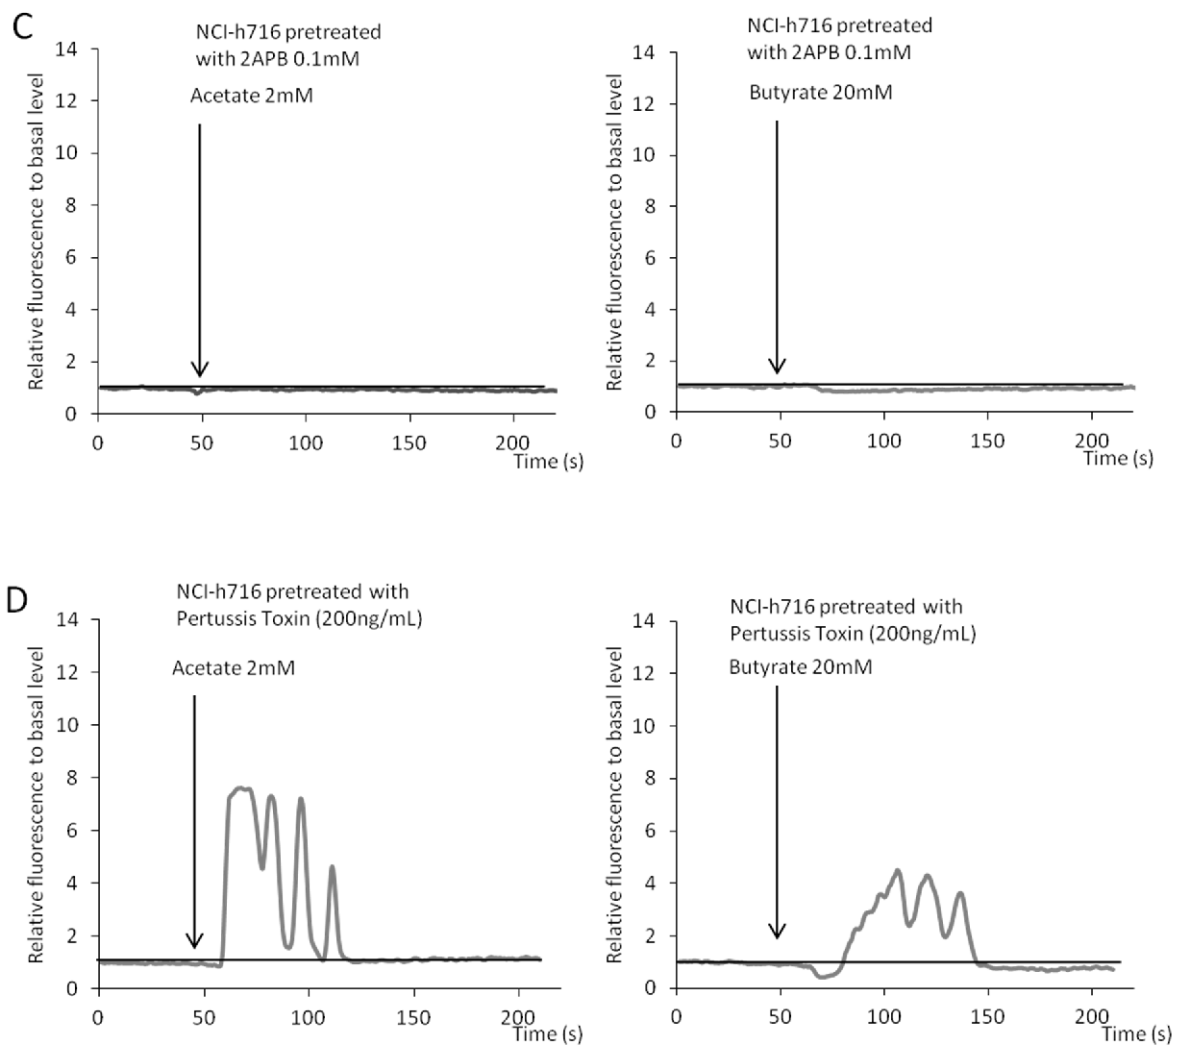 C
NCI-h716 pretreated
with 2APB 0.1mM
Acetate 2mM
Relative fluorescence to basal level
14
12
10
8
6
4
2
0
0 50 100 150 200
Time (s)
NCI-h716 pretreated
with 2APB 0.1mM
Butyrate 20mM
Relative fluorescence to basal level
14
12
10
8
6
4
2
0
0 50 100 150 200
Time (s)
D
NCI-h716 pretreated with
Pertussis Toxin (200ng/mL)
Acetate 2mM
Relative fluorescence to basal level
14
12
10
8
6
4
2
0
0 50 100 150 200
Time (s)
NCI-h716 pretreated with
Pertussis Toxin (200ng/mL)
Butyrate 20mM
Relative fluorescence to basal level
14
12
10
8
6
4
2
0
0 50 100 150 200
Time (s)